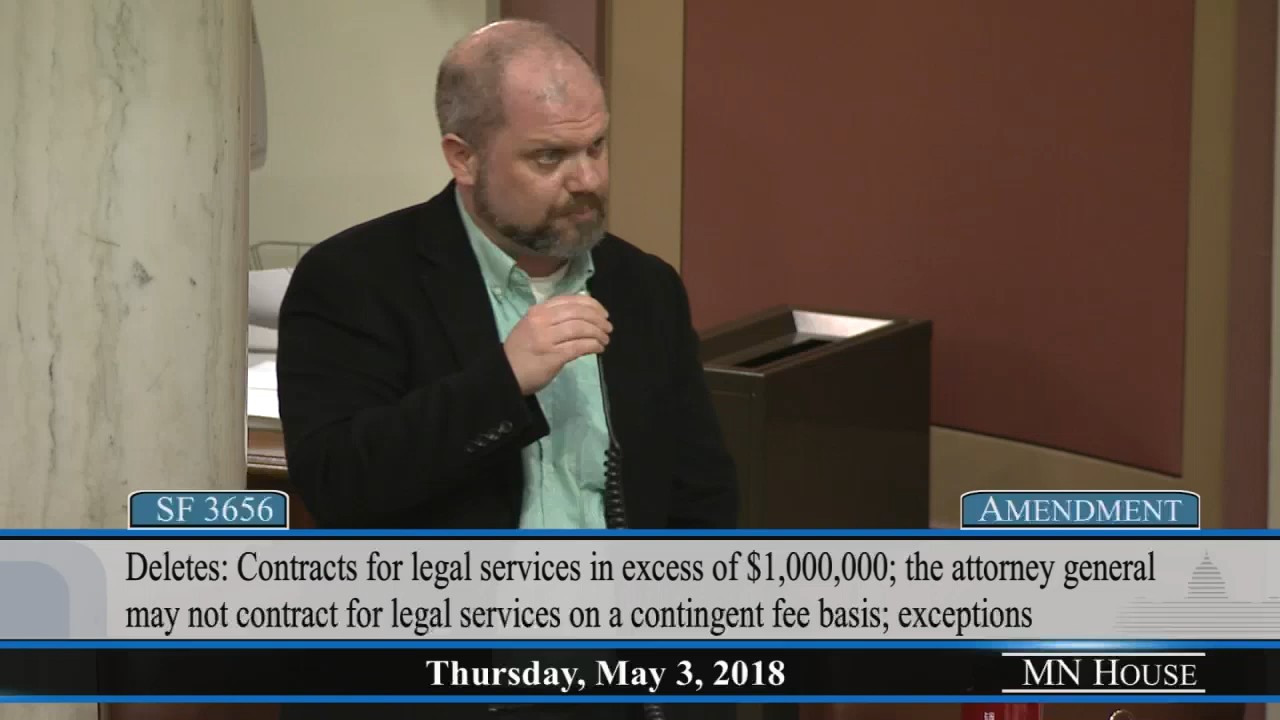 SF 3656
AMENDMENT
Deletes: Contracts for legal services in excess of $1,000,000; the attorney general
may not contract for legal services on a contingent fee basis; exceptions
Thursday, May 3, 2018
MN HOUSE